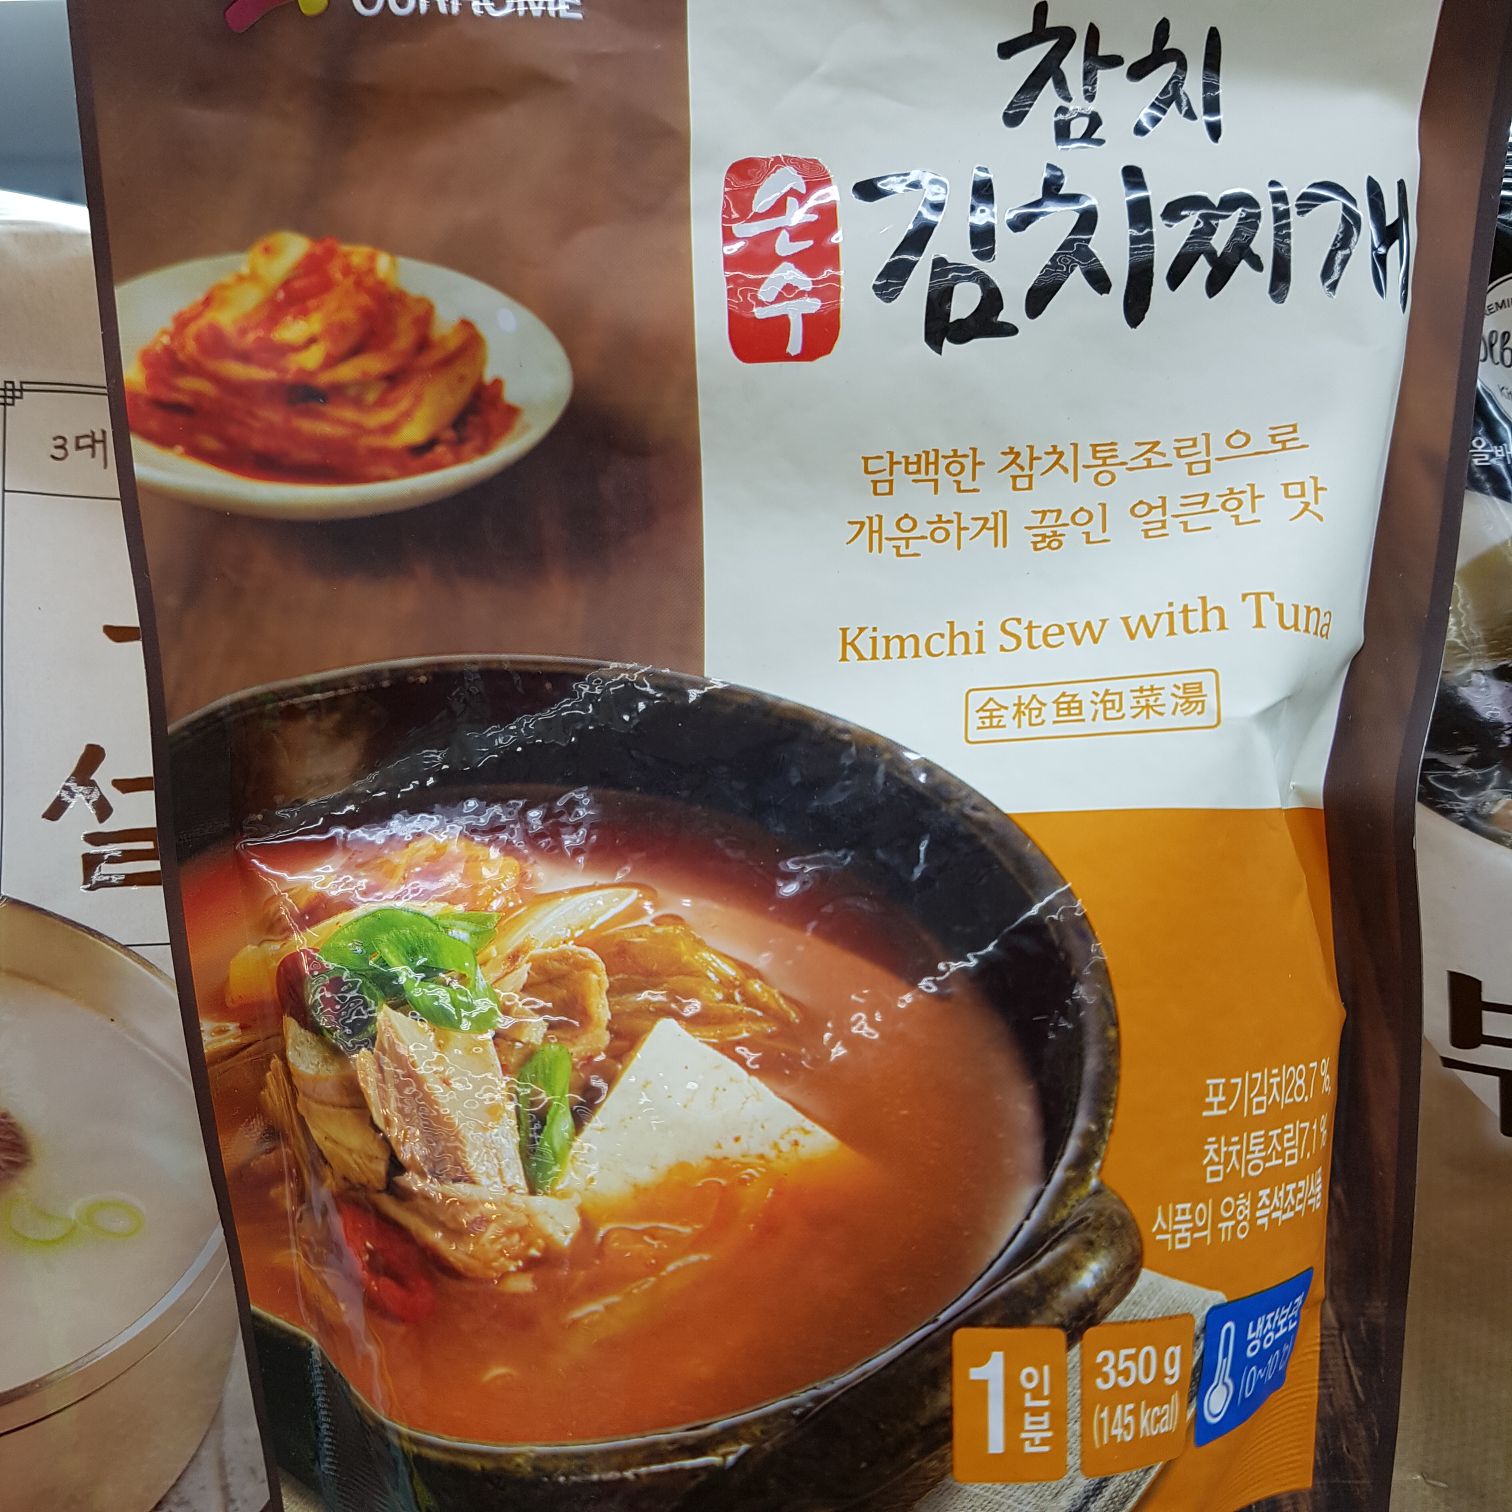 OURHOME
참치
손수
김치찌개
담백한 참치통조림으로
개운하게 끓인 얼큰한 맛
Kimchi Stew with Tuna
金枪鱼泡菜湯
포기김치28.7 %,
참치통조림7.1 %
식품의 유형 즉석조리식품
1인분
350 g
(145 kcal)
냉장보관
(0~10℃)
3대
설